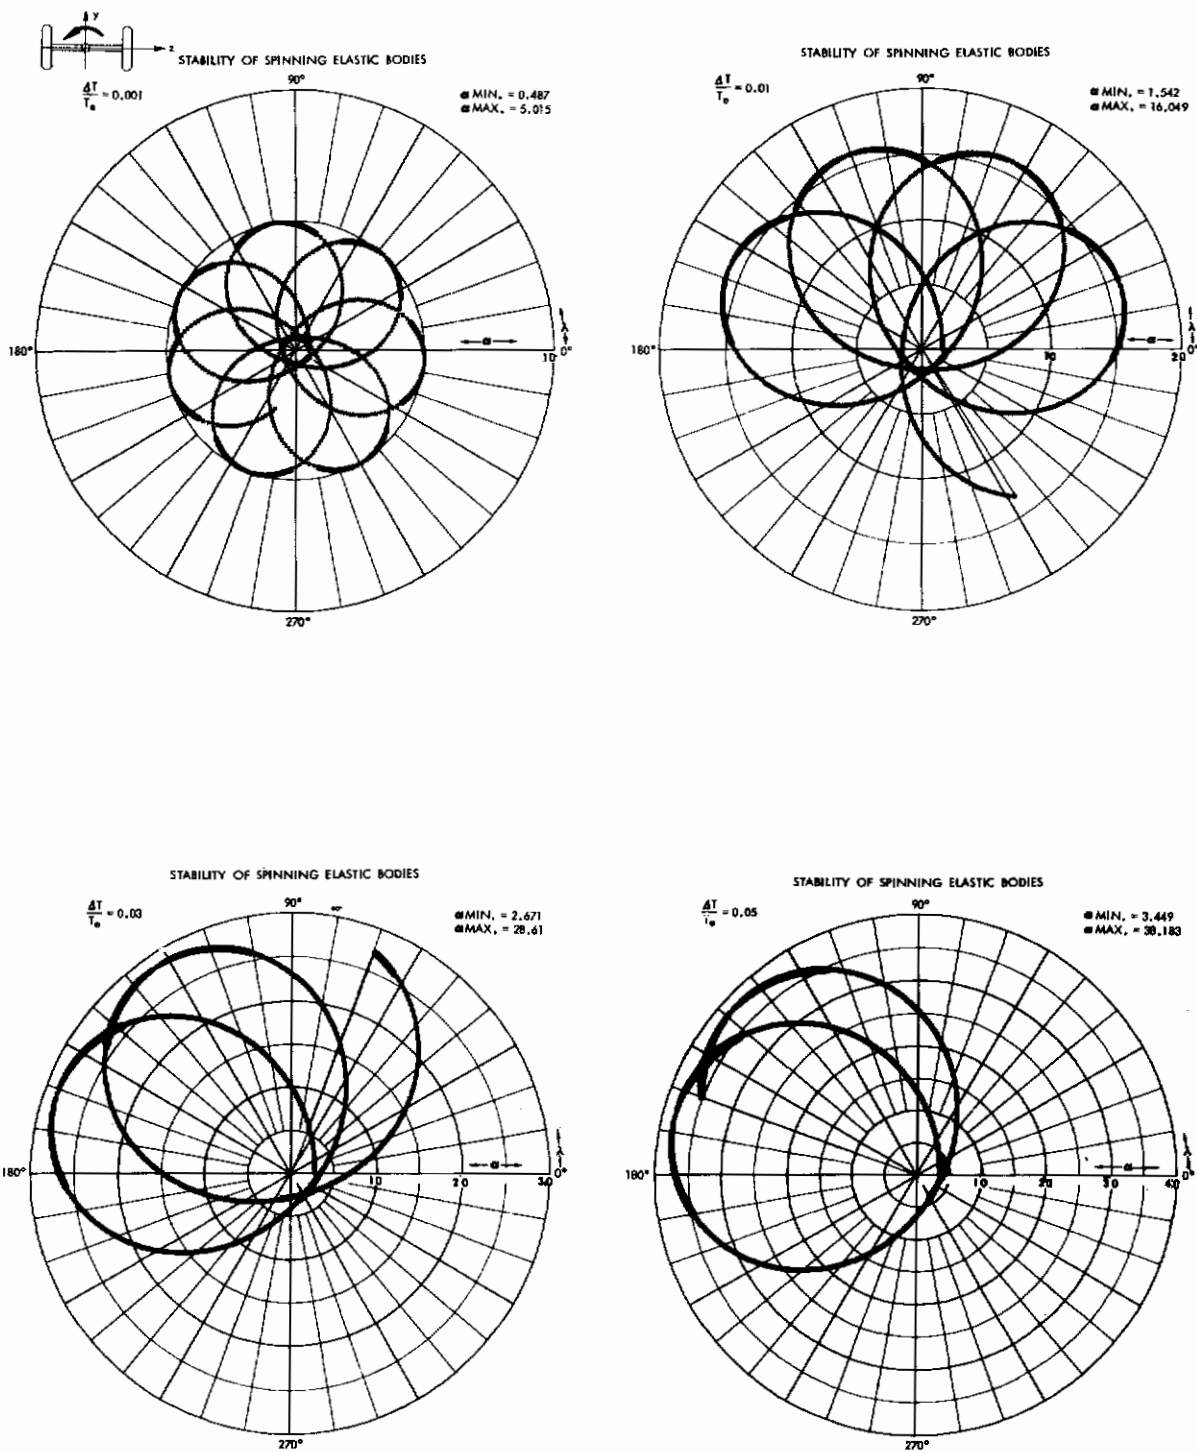 y
z
STABILITY OF SPINNING ELASTIC BODIES
ΔT/T₀ = 0.001
α MIN. = 0.487
α MAX. = 5.015
90°
180°
α
10
λ
0°
270°
STABILITY OF SPINNING ELASTIC BODIES
ΔT/T₀ = 0.01
α MIN. = 1.542
α MAX. = 16.049
90°
180°
10
α
20
λ
0°
270°
STABILITY OF SPINNING ELASTIC BODIES
ΔT/T₀ = 0.03
α MIN. = 2.671
α MAX. = 28.61
90°
180°
10
20
α
30
λ
0°
270°
STABILITY OF SPINNING ELASTIC BODIES
ΔT/T₀ = 0.05
α MIN. = 3.449
α MAX. = 38.183
90°
180°
10
20
α
30
40
λ
0°
270°